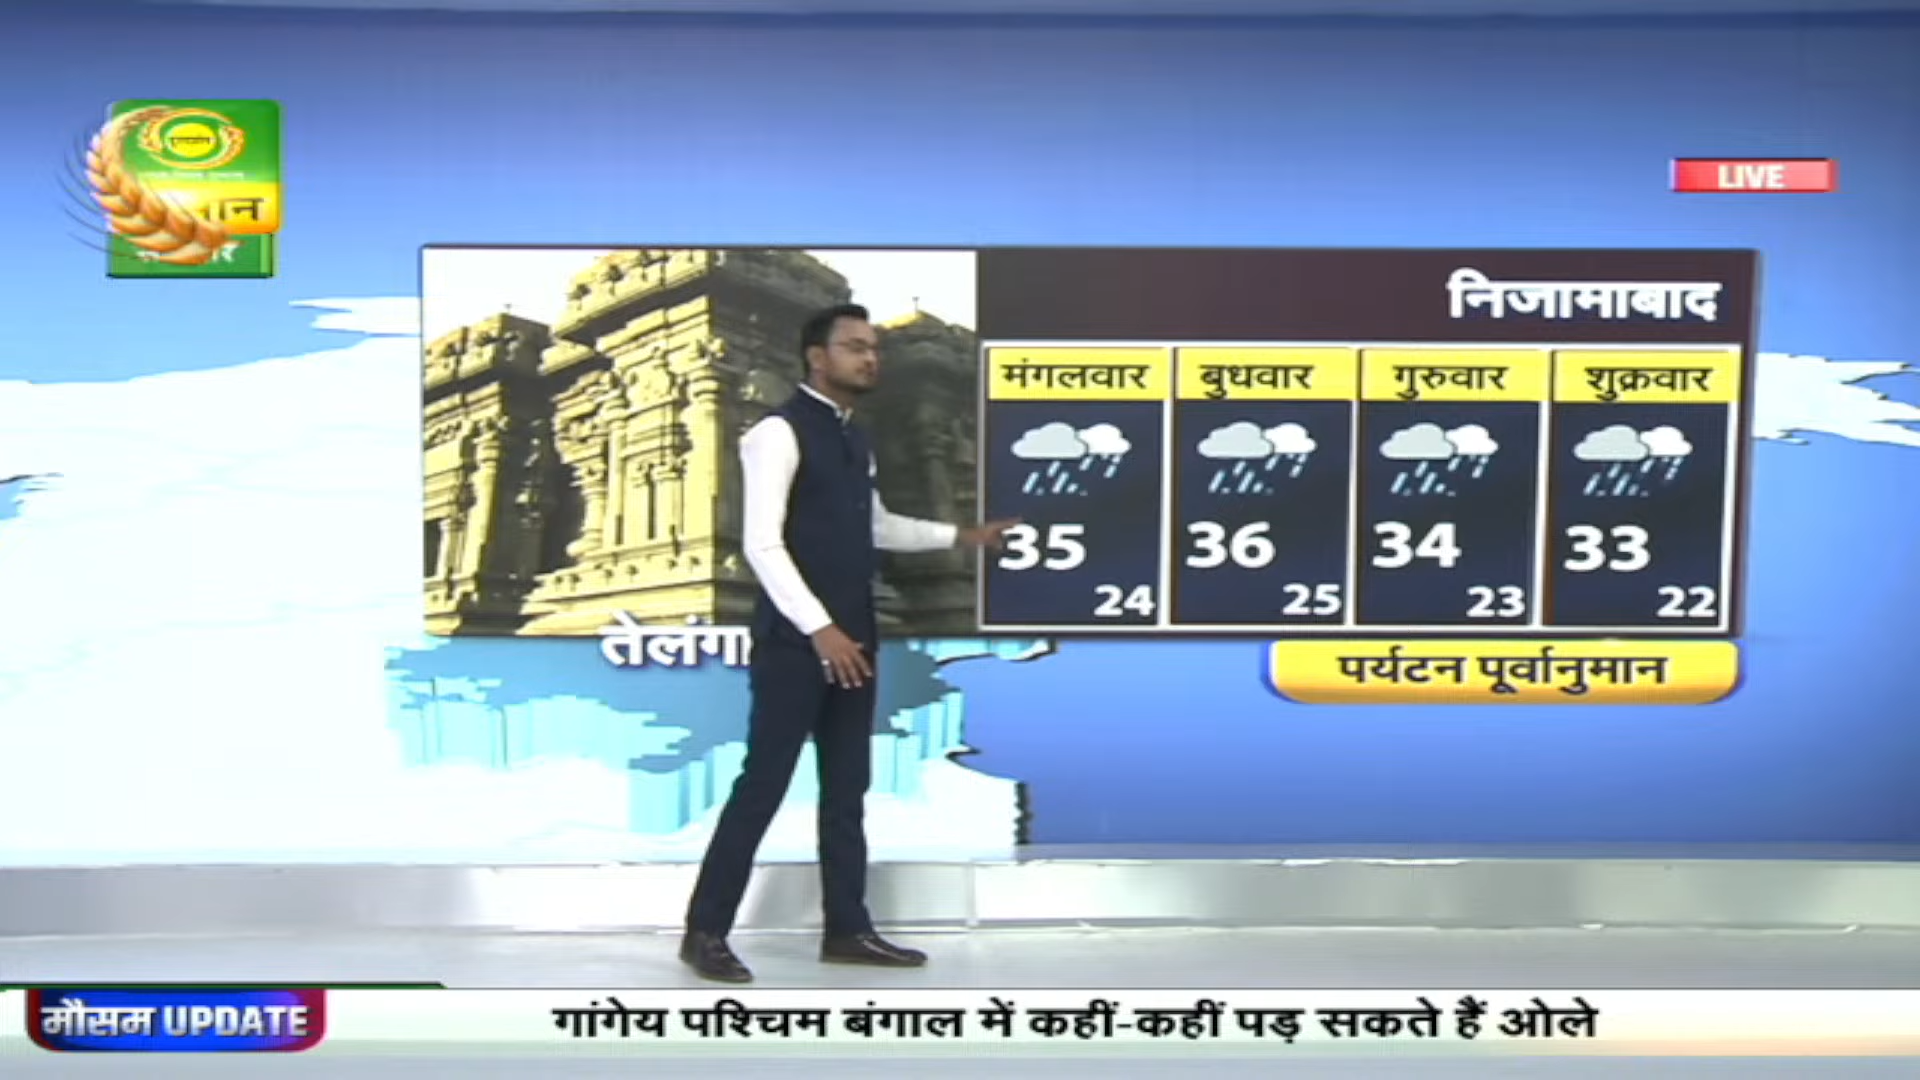 LIVE
निजामाबाद
मंगलवार बुधवार गुरुवार शुक्रवार
35 36 34 33
24 25 23 22
पर्यटन पूर्वानुमान
मौसम UPDATE
गांगेय पश्चिम बंगाल में कहीं-कहीं पड़ सकते हैं ओले